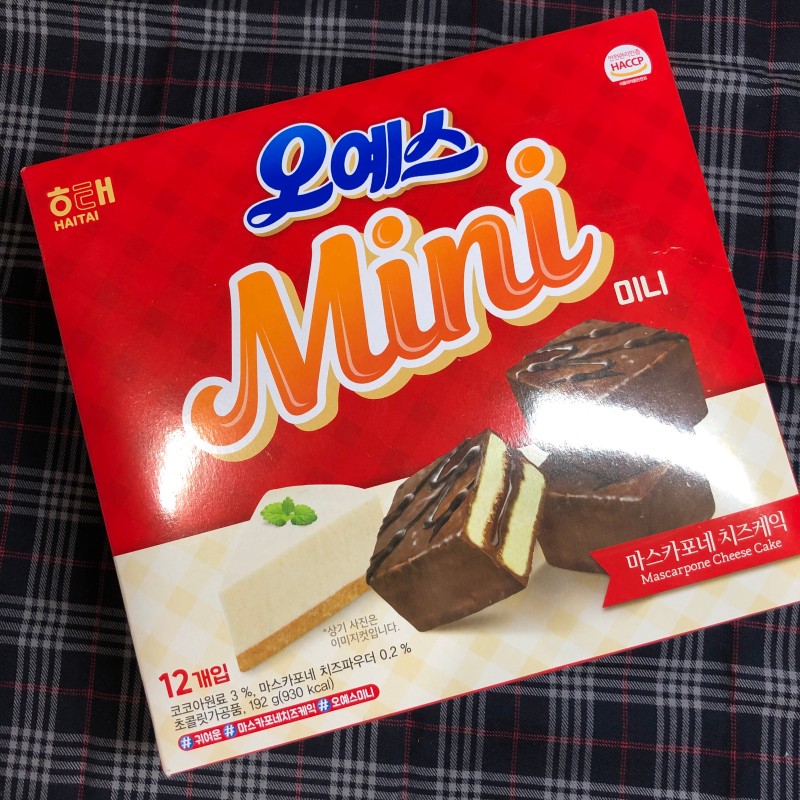 해태
HAITAI
오예스
Mini
미니
HACCP
마스카포네 치즈케익
Mascarpone Cheese Cake
*상기 사진은
이미지컷입니다.
12개입
코코아원료 3 %, 마스카포네 치즈파우더 0.2 %
초콜릿가공품, 192 g(930 kcal)
# 귀여운 # 마스카포네치즈케익 # 오예스미니